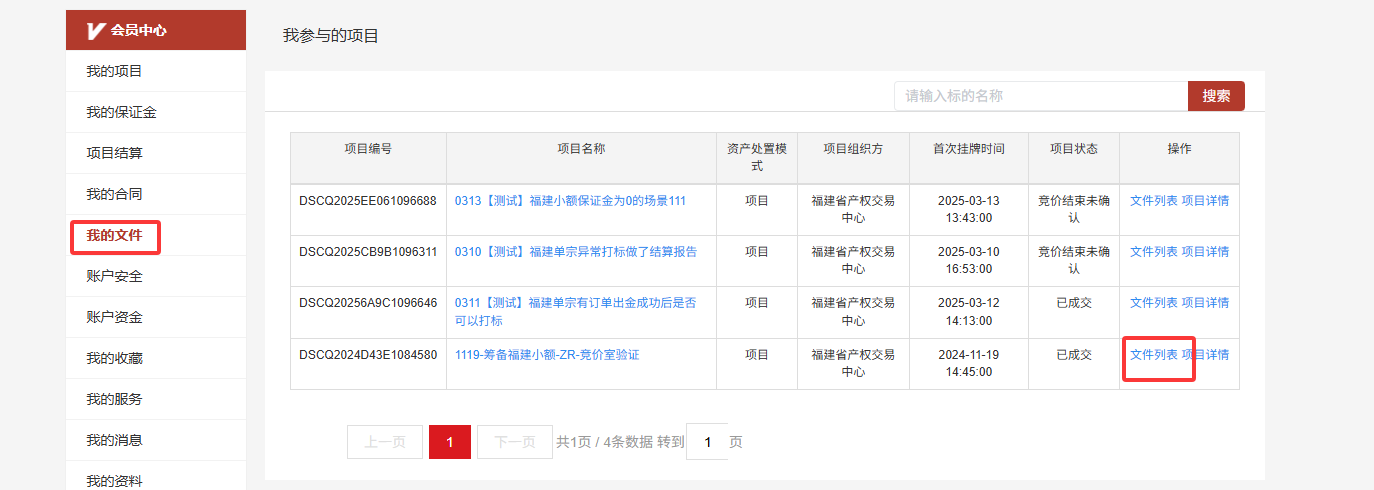 会员中心
我的项目
我的保证金
项目结算
我的合同
我的文件
账户安全
账户资金
我的收藏
我的服务
我的消息
我的资料
我参与的项目
请输入标的名称 搜索
项目编号 项目名称 资产处置模式 项目组织方 首次挂牌时间 项目状态 操作
DSCQ2025EE061096688 0313【测试】福建小额保证金为0的场景111 项目 福建省产权交易中心 2025-03-13 13:43:00 竞价结束未确认 文件列表 项目详情
DSCQ2025CB9B1096311 0310【测试】福建单宗异常打标做了结算报告 项目 福建省产权交易中心 2025-03-10 16:53:00 竞价结束未确认 文件列表 项目详情
DSCQ20256A9C1096646 0311【测试】福建单宗有订单出金成功后是否可以打标 项目 福建省产权交易中心 2025-03-12 14:13:00 已成交 文件列表 项目详情
DSCQ2024D43E1084580 1119-筹备福建小额-ZR-竞价室验证 项目 福建省产权交易中心 2024-11-19 14:45:00 已成交 文件列表 项目详情
上一页 1 下一页 共1页 / 4条数据 转到 1 页